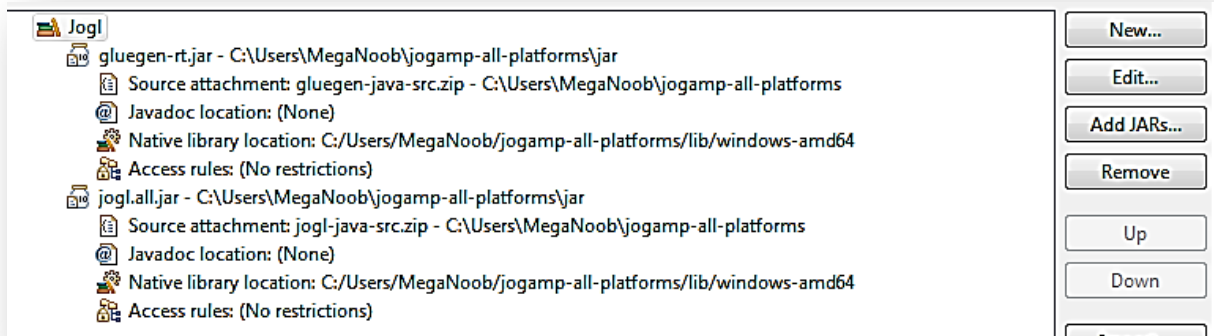 Jogl
gluegen-rt.jar - C:\Users\MegaNoob\jogamp-all-platforms\jar
Source attachment: gluegen-java-src.zip - C:\Users\MegaNoob\jogamp-all-platforms
Javadoc location: (None)
Native library location: C:/Users/MegaNoob/jogamp-all-platforms/lib/windows-amd64
Access rules: (No restrictions)
jogl.all.jar - C:\Users\MegaNoob\jogamp-all-platforms\jar
Source attachment: jogl-java-src.zip - C:\Users\MegaNoob\jogamp-all-platforms
Javadoc location: (None)
Native library location: C:/Users/MegaNoob/jogamp-all-platforms/lib/windows-amd64
Access rules: (No restrictions)
New...
Edit...
Add JARs...
Remove
Up
Down